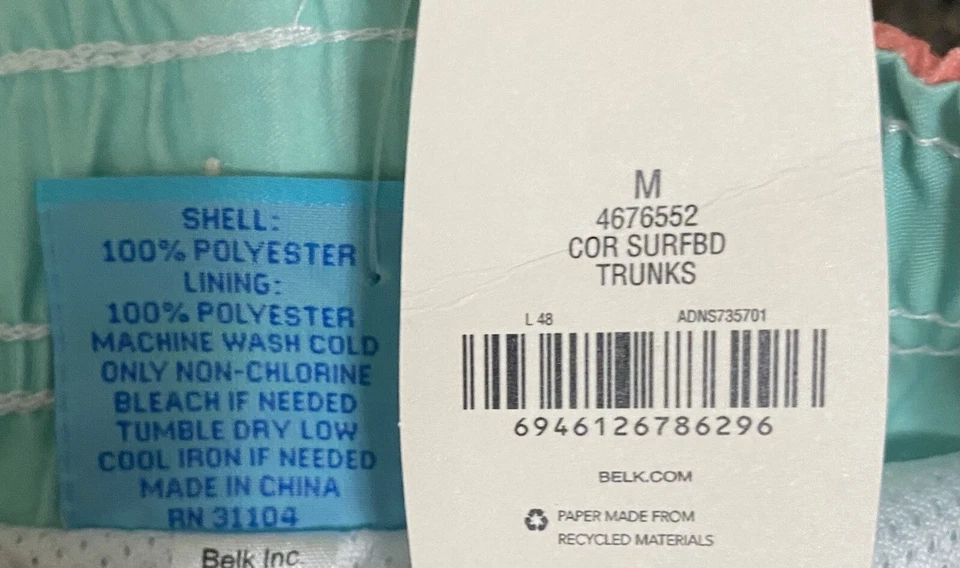 SHELL:
100% POLYESTER
LINING:
100% POLYESTER
MACHINE WASH COLD
ONLY NON-CHLORINE
BLEACH IF NEEDED
TUMBLE DRY LOW
COOL IRON IF NEEDED
MADE IN CHINA
RN 31104
Belk Inc
M
4676552
COR SURFBD
TRUNKS
L 48 ADNS735701
6946126786296
BELK.COM
PAPER MADE FROM
RECYCLED MATERIALS